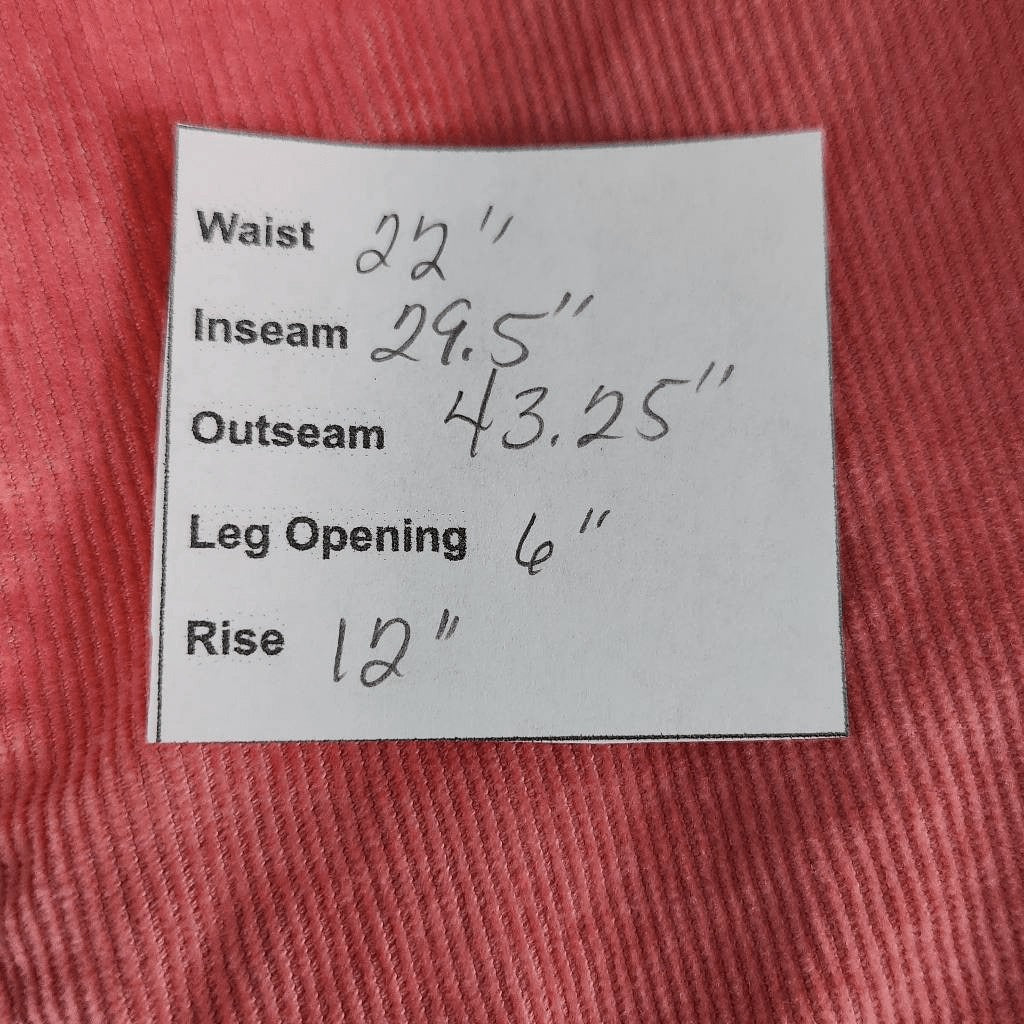 Waist 22"
Inseam 29.5"
Outseam 43.25"
Leg Opening 6"
Rise 12"